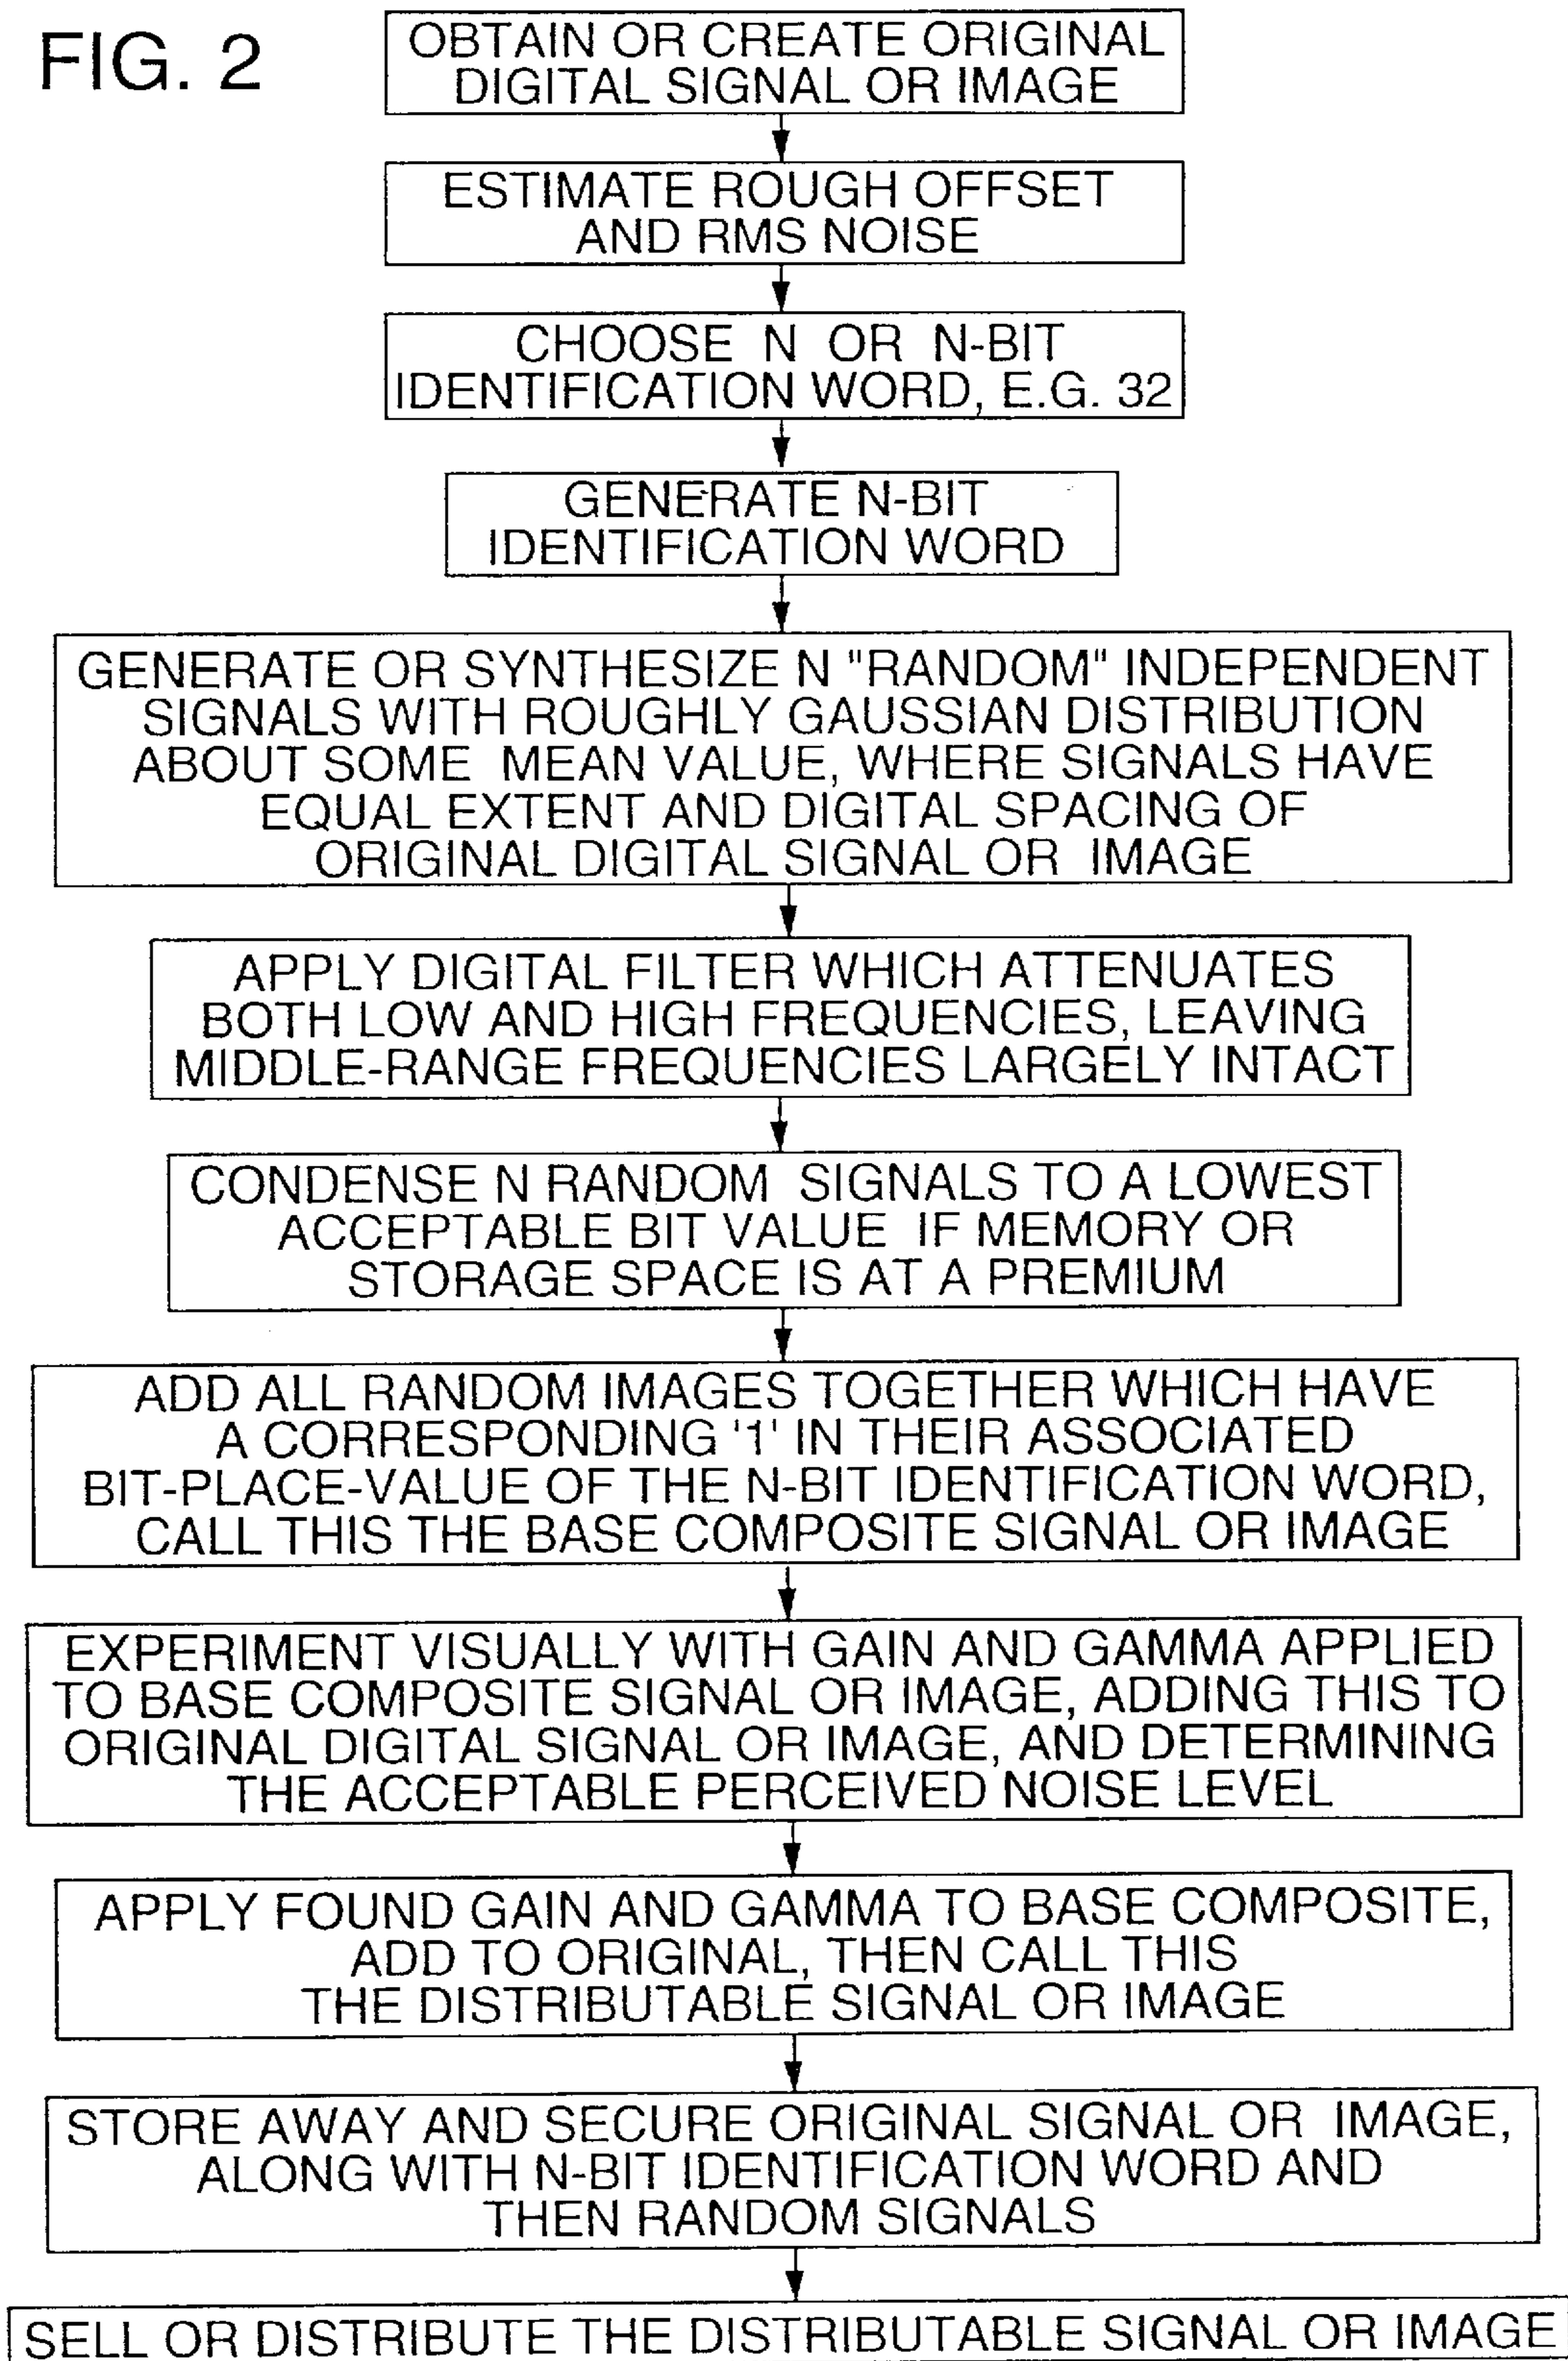 FIG. 2
OBTAIN OR CREATE ORIGINAL
DIGITAL SIGNAL OR IMAGE
ESTIMATE ROUGH OFFSET
AND RMS NOISE
CHOOSE N OR N-BIT
IDENTIFICATION WORD, E.G. 32
GENERATE N-BIT
IDENTIFICATION WORD
GENERATE OR SYNTHESIZE N "RANDOM" INDEPENDENT
SIGNALS WITH ROUGHLY GAUSSIAN DISTRIBUTION
ABOUT SOME MEAN VALUE, WHERE SIGNALS HAVE
EQUAL EXTENT AND DIGITAL SPACING OF
ORIGINAL DIGITAL SIGNAL OR IMAGE
APPLY DIGITAL FILTER WHICH ATTENUATES
BOTH LOW AND HIGH FREQUENCIES, LEAVING
MIDDLE-RANGE FREQUENCIES LARGELY INTACT
CONDENSE N RANDOM SIGNALS TO A LOWEST
ACCEPTABLE BIT VALUE IF MEMORY OR
STORAGE SPACE IS AT A PREMIUM
ADD ALL RANDOM IMAGES TOGETHER WHICH HAVE
A CORRESPONDING '1' IN THEIR ASSOCIATED
BIT-PLACE-VALUE OF THE N-BIT IDENTIFICATION WORD,
CALL THIS THE BASE COMPOSITE SIGNAL OR IMAGE
EXPERIMENT VISUALLY WITH GAIN AND GAMMA APPLIED
TO BASE COMPOSITE SIGNAL OR IMAGE, ADDING THIS TO
ORIGINAL DIGITAL SIGNAL OR IMAGE, AND DETERMINING
THE ACCEPTABLE PERCEIVED NOISE LEVEL
APPLY FOUND GAIN AND GAMMA TO BASE COMPOSITE,
ADD TO ORIGINAL, THEN CALL THIS
THE DISTRIBUTABLE SIGNAL OR IMAGE
STORE AWAY AND SECURE ORIGINAL SIGNAL OR IMAGE,
ALONG WITH N-BIT IDENTIFICATION WORD AND
THEN RANDOM SIGNALS
SELL OR DISTRIBUTE THE DISTRIBUTABLE SIGNAL OR IMAGE